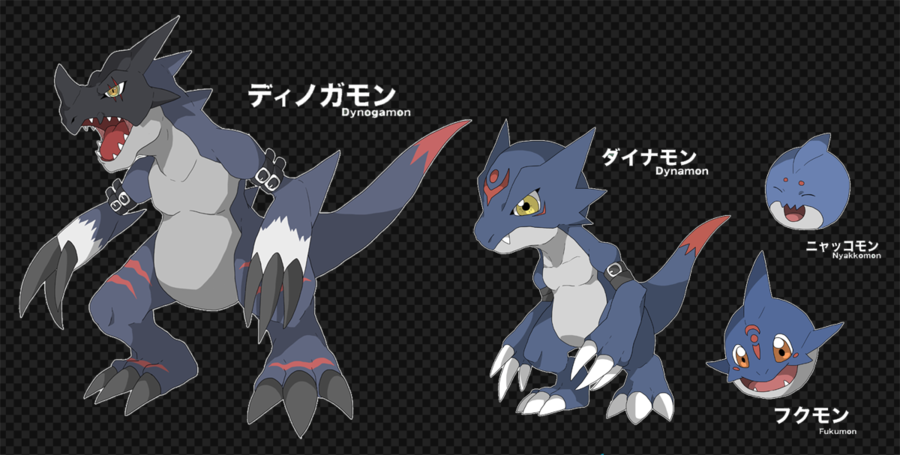 ディノガモン
Dynogamon
ダイナモン
Dynamon
ニャッコモン
Nyakkomon
フクモン
Fukumon